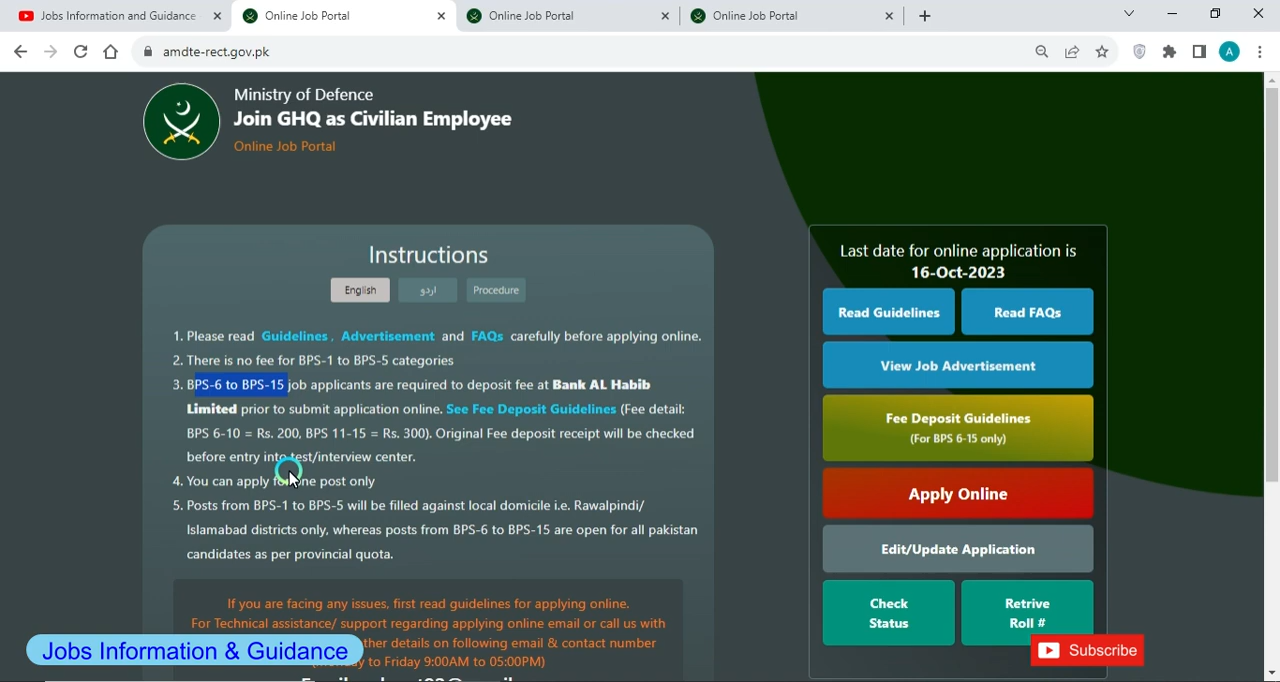 Jobs Information and Guidance
Online Job Portal
Online Job Portal
Online Job Portal
amdte-rect.gov.pk
A
Ministry of Defence
Join GHQ as Civilian Employee
Online Job Portal
Instructions
English
اردو
Procedure
1. Please read Guidelines, Advertisement and FAQs carefully before applying online.
2. There is no fee for BPS-1 to BPS-5 categories
3. BPS-6 to BPS-15 job applicants are required to deposit fee at Bank AL Habib
Limited prior to submit application online. See Fee Deposit Guidelines (Fee detail:
BPS 6-10 = Rs. 200, BPS 11-15 = Rs. 300). Original Fee deposit receipt will be checked
before entry into test/interview center.
4. You can apply for one post only
5. Posts from BPS-1 to BPS-5 will be filled against local domicile i.e. Rawalpindi/
Islamabad districts only, whereas posts from BPS-6 to BPS-15 are open for all pakistan
candidates as per provincial quota.
If you are facing any issues, first read guidelines for applying online.
For Technical assistance/ support regarding applying online email or call us with
details on following email & contact number
to Friday 9:00AM to 05:00PM)
Last date for online application is
16-Oct-2023
Read Guidelines
Read FAQs
View Job Advertisement
Fee Deposit Guidelines
(For BPS 6-15 only)
Apply Online
Edit/Update Application
Check
Status
Retrive
Roll #
Jobs Information & Guidance
Subscribe